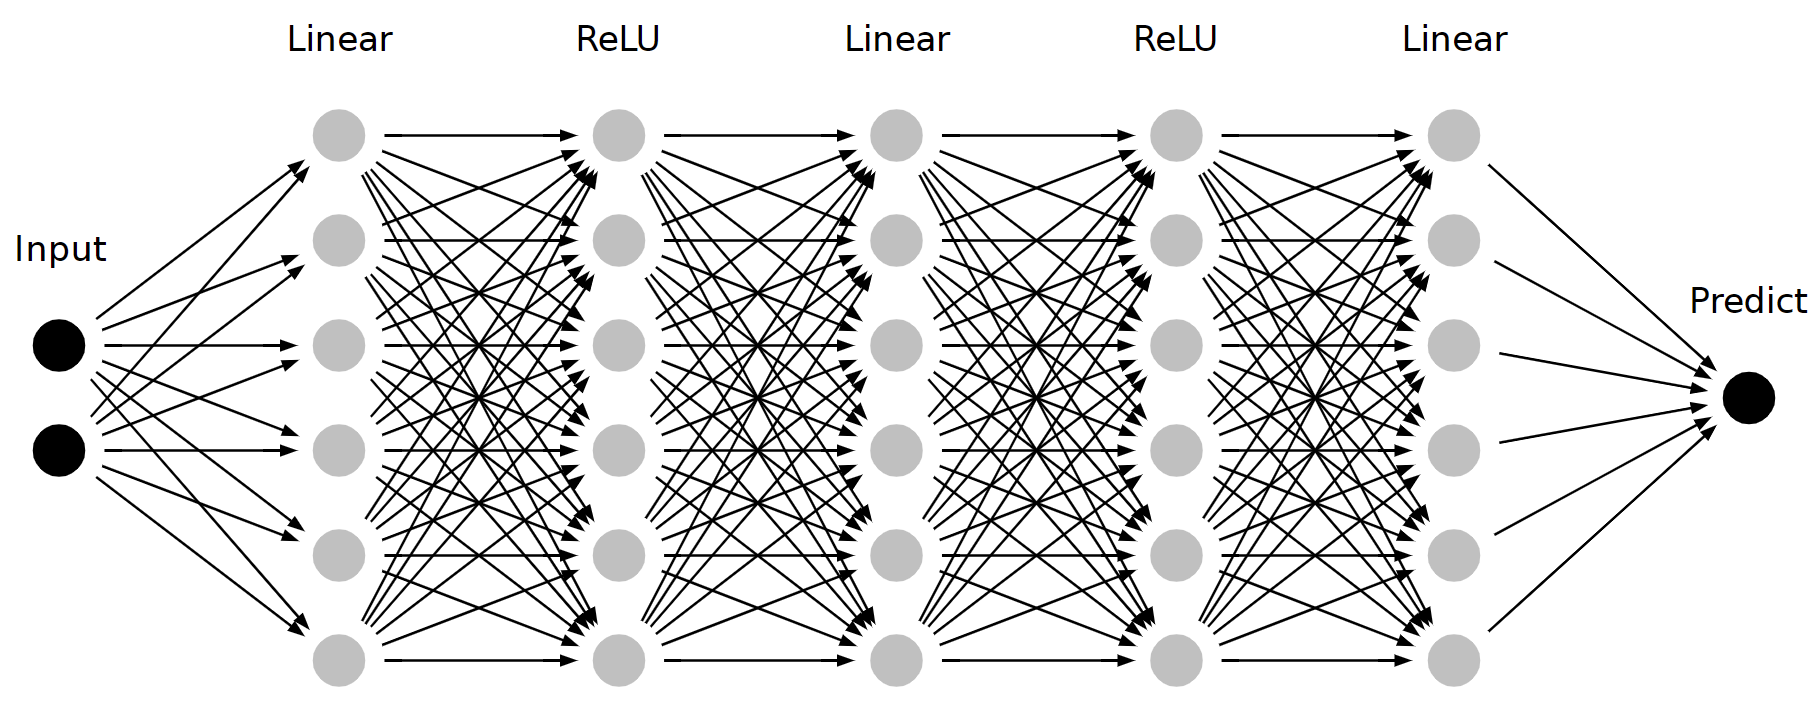 Linear
ReLU
Linear
ReLU
Linear
Input
Predict